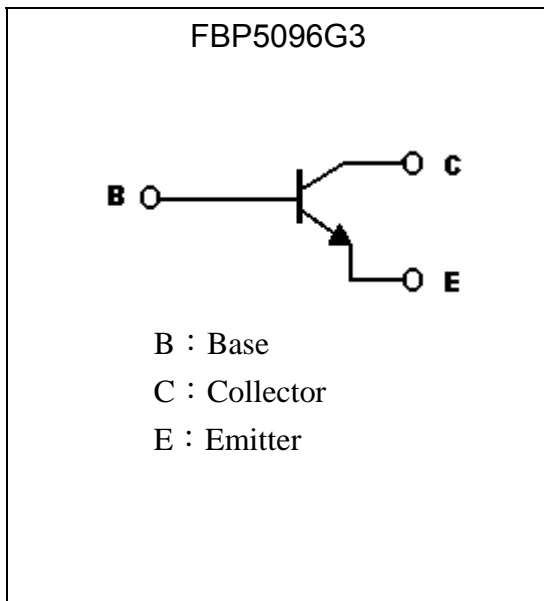 FBP5096G3
C
B
E
B：Base
C：Collector
E：Emitter